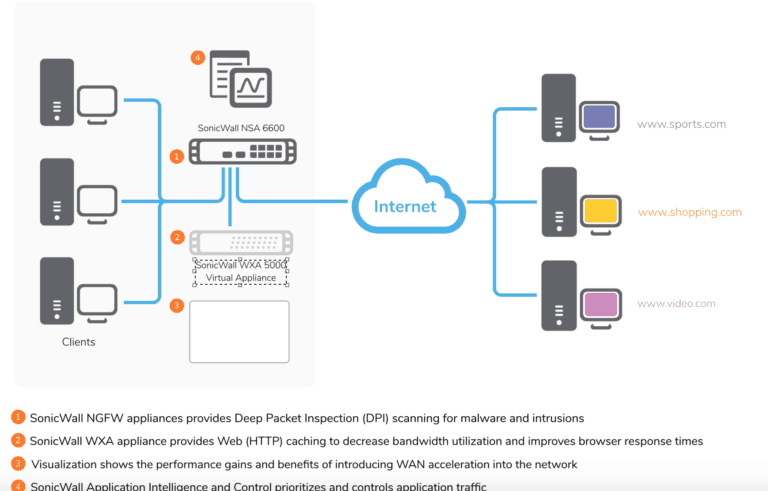 4
SonicWall NSA 6600
1
www.sports.com
Internet
www.shopping.com
2
SonicWall WXA 5000
Virtual Appliance
3
www.video.com
Clients
1 SonicWall NGFW appliances provides Deep Packet Inspection (DPI) scanning for malware and intrusions
2 SonicWall WXA appliance provides Web (HTTP) caching to decrease bandwidth utilization and improves browser response times
3 Visualization shows the performance gains and benefits of introducing WAN acceleration into the network
4 SonicWall Application Intelligence and Control prioritizes and controls application traffic